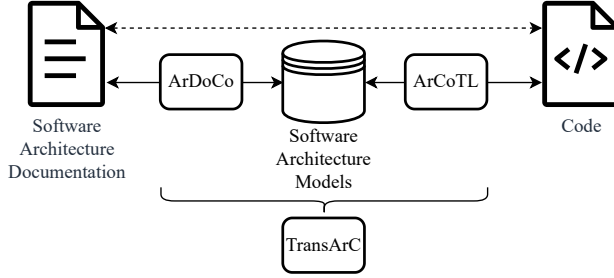 ArDoCo
ArCoTL
</>
Software
Architecture
Documentation
Software
Architecture
Models
Code
TransArC